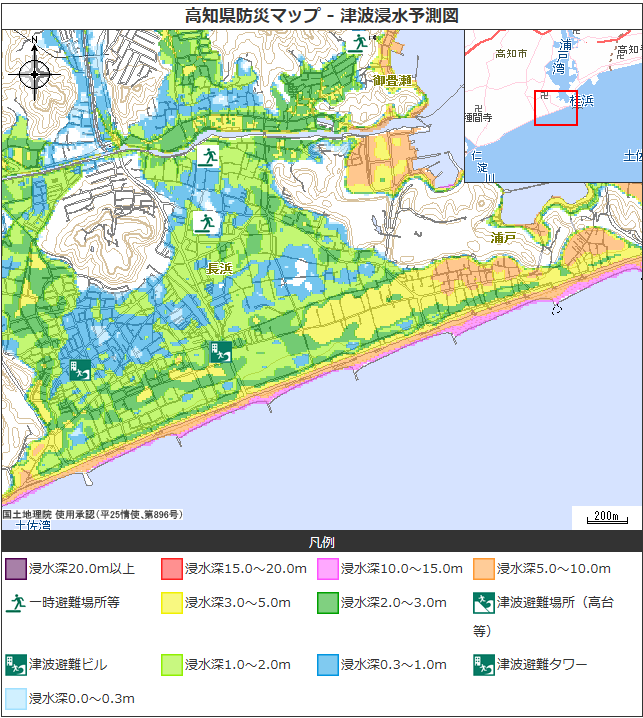 高知県防災マップ - 津波浸水予測図
N
御畳瀬
高知市
浦戸湾
高知
桂浜
種間寺
仁淀川
土佐
浦戸
長浜
国土地理院 使用承認（平25情使、第896号）
土佐湾
200m
凡例
浸水深20.0m以上
浸水深15.0～20.0m
浸水深10.0～15.0m
浸水深5.0～10.0m
一時避難場所等
浸水深3.0～5.0m
浸水深2.0～3.0m
津波避難場所（高台
等）
津波避難ビル
浸水深1.0～2.0m
浸水深0.3～1.0m
津波避難タワー
浸水深0.0～0.3m